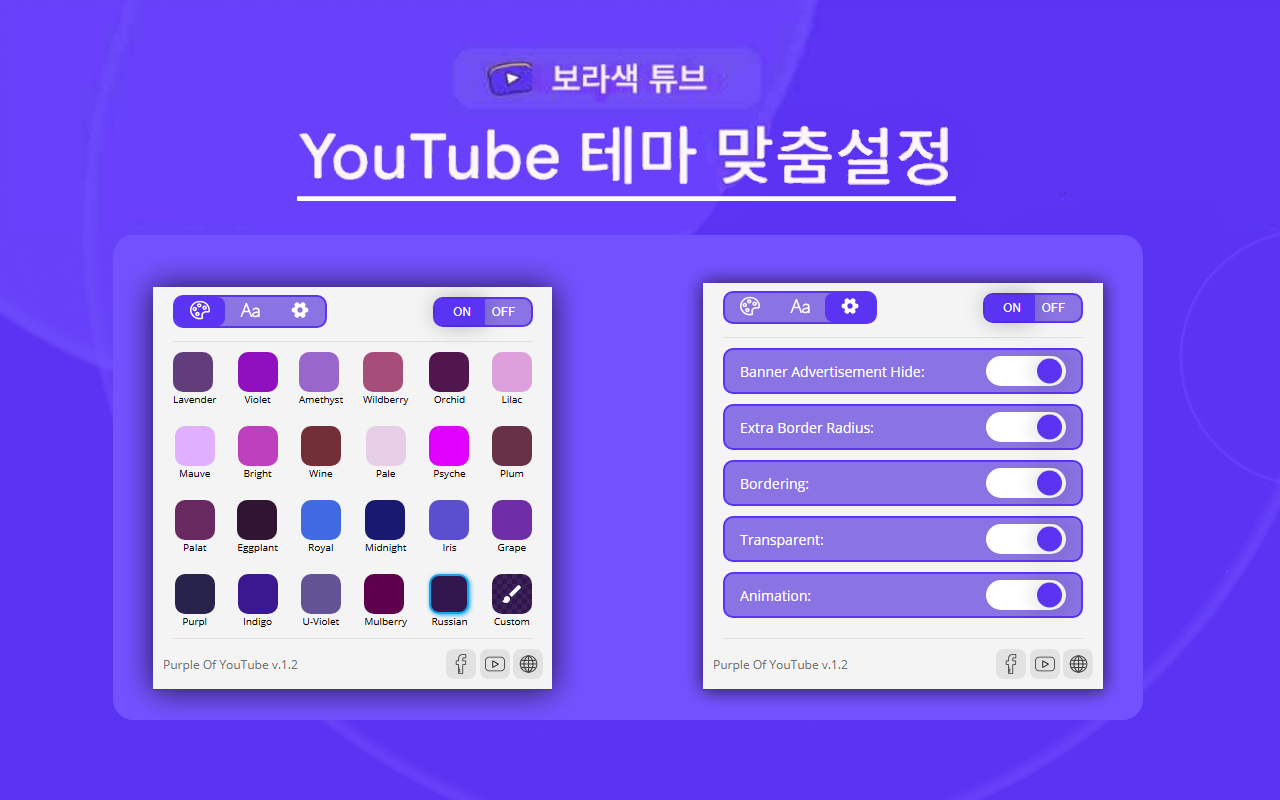 보라색 튜브
YouTube 테마 맞춤설정
Aa
ON OFF
Lavender Violet Amethyst Wildberry Orchid Lilac
Mauve Bright Wine Pale Psyche Plum
Palat Eggplant Royal Midnight Iris Grape
Purpl Indigo U-Violet Mulberry Russian Custom
Purple Of YouTube v.1.2
Aa
ON OFF
Banner Advertisement Hide:
Extra Border Radius:
Bordering:
Transparent:
Animation:
Purple Of YouTube v.1.2